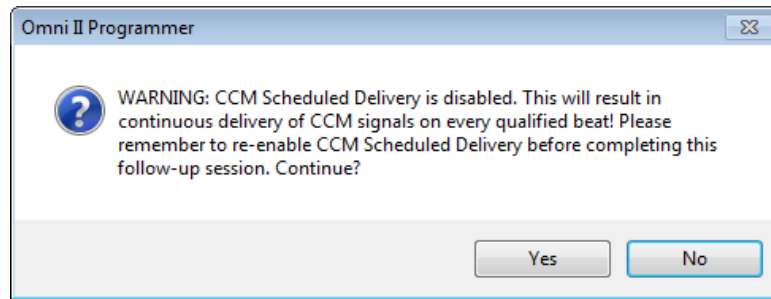 Omni II Programmer
WARNING: CCM Scheduled Delivery is disabled. This will result in
continuous delivery of CCM signals on every qualified beat! Please
remember to re-enable CCM Scheduled Delivery before completing this
follow-up session. Continue?
Yes
No